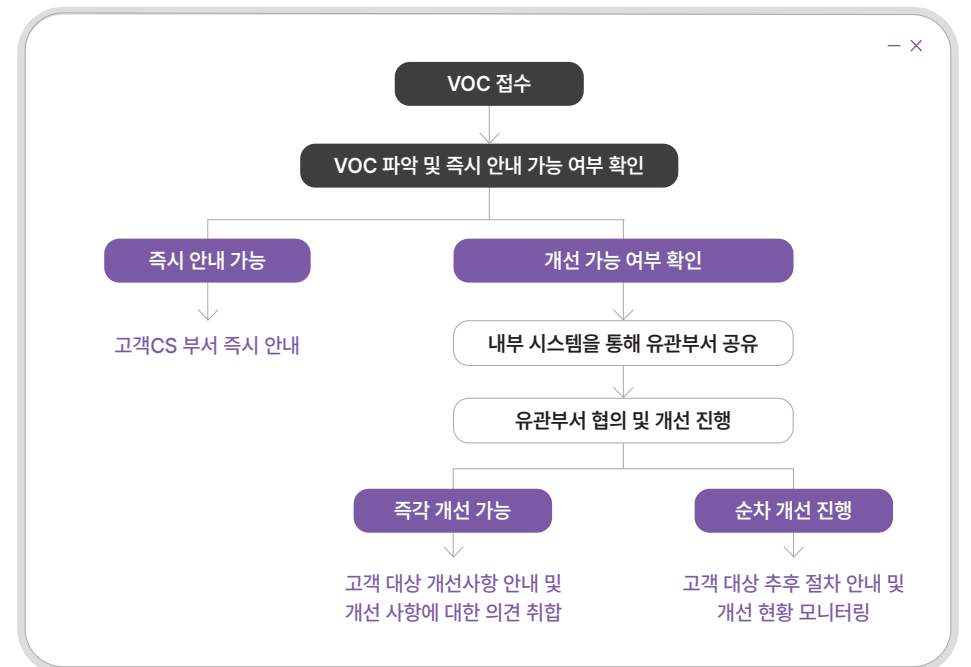 VOC 접수
VOC 파악 및 즉시 안내 가능 여부 확인
즉시 안내 가능
개선 가능 여부 확인
고객CS 부서 즉시 안내
내부 시스템을 통해 유관부서 공유
유관부서 협의 및 개선 진행
즉각 개선 가능
순차 개선 진행
고객 대상 개선사항 안내 및
개선 사항에 대한 의견 취합
고객 대상 추후 절차 안내 및
개선 현황 모니터링